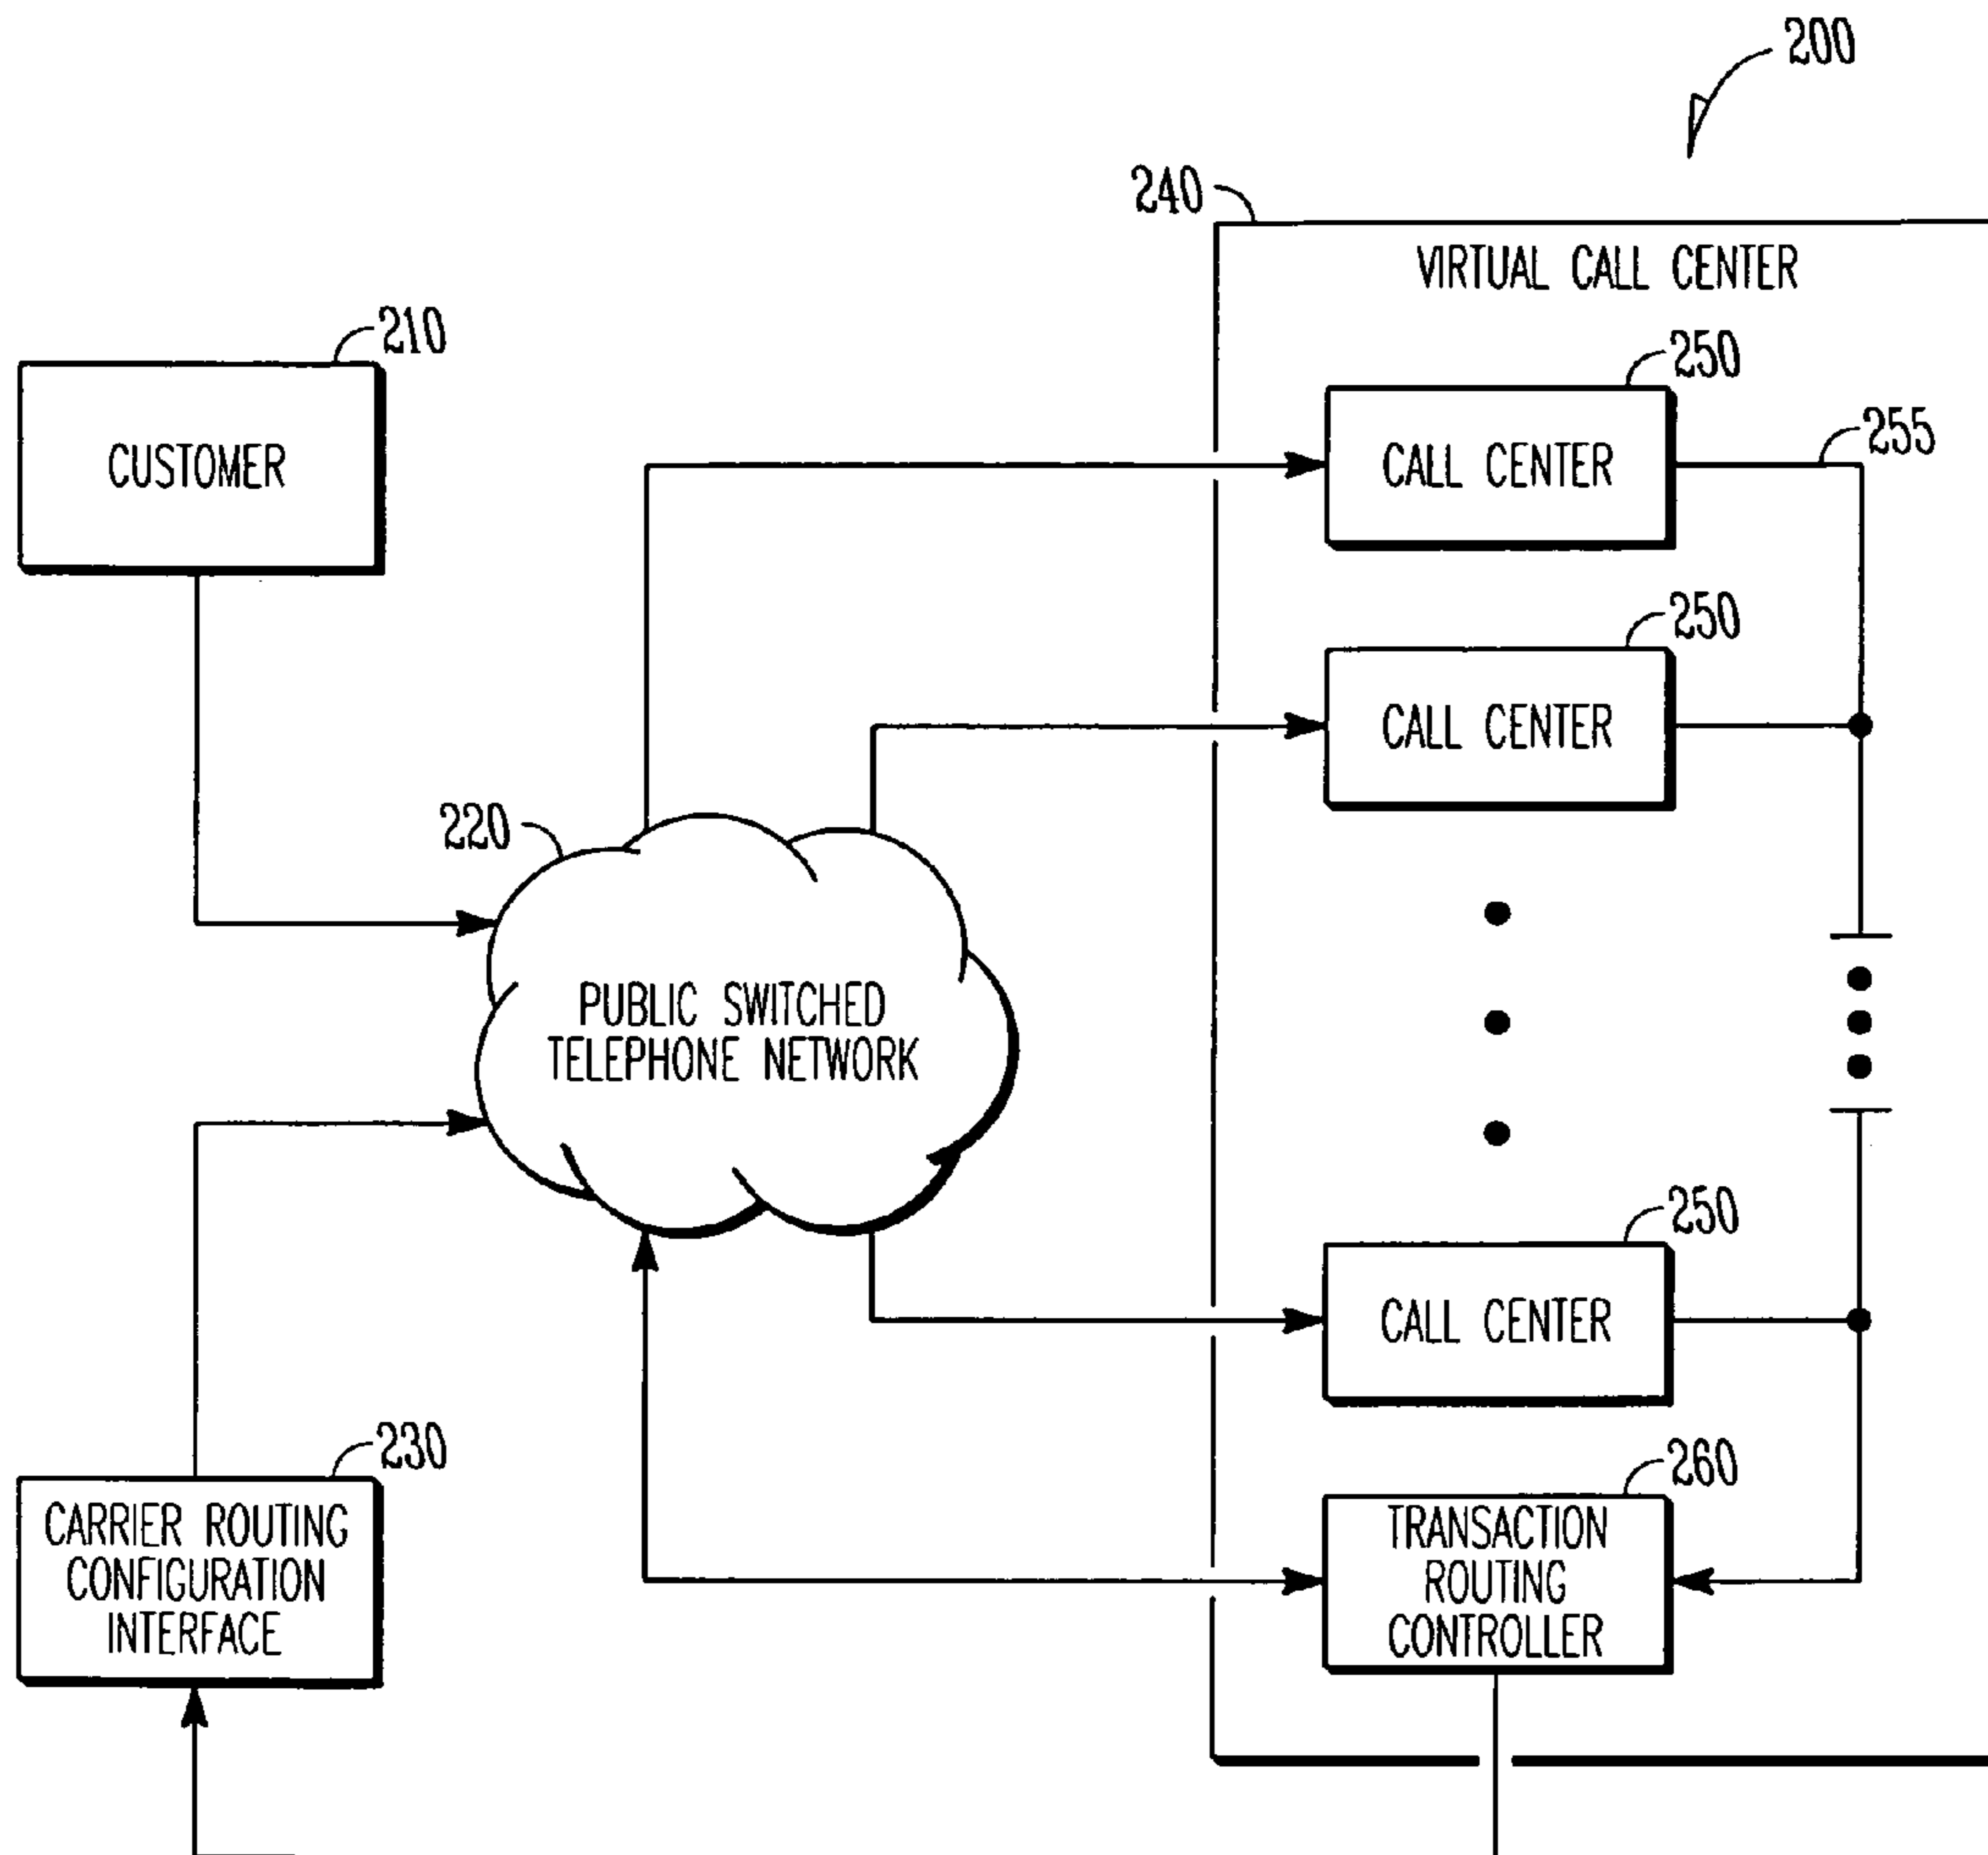 200
240
VIRTUAL CALL CENTER
210
CUSTOMER
250
CALL CENTER
255
250
CALL CENTER
220
PUBLIC SWITCHED
TELEPHONE NETWORK
250
CALL CENTER
230
CARRIER ROUTING
CONFIGURATION
INTERFACE
260
TRANSACTION
ROUTING
CONTROLLER